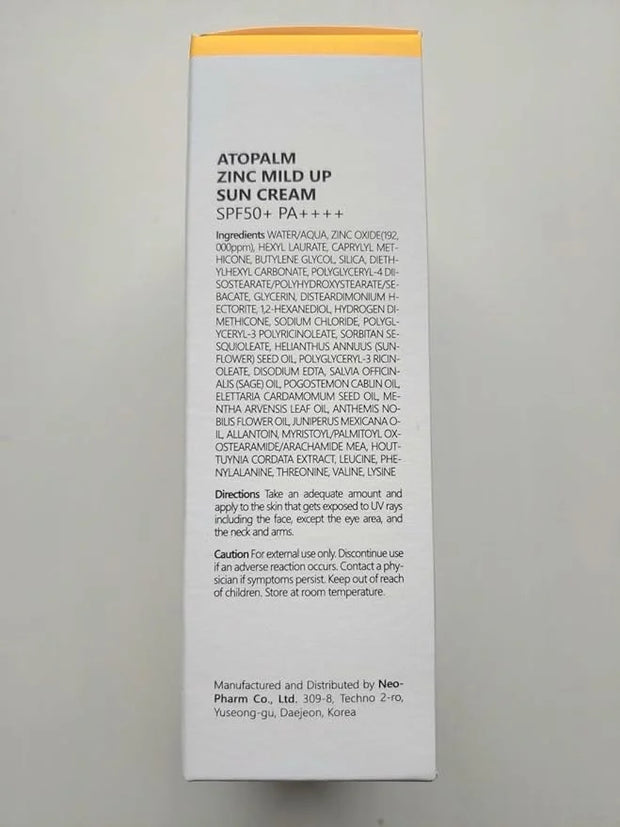 ATOPALM
ZINC MILD UP
SUN CREAM
SPF50+ PA++++
Ingredients WATER/AQUA, ZINC OXIDE(192,
000ppm), HEXYL LAURATE, CAPRYLYL MET-
HICONE, BUTYLENE GLYCOL, SILICA, DIETH-
YLHEXYL CARBONATE, POLYGLYCERYL-4 DII-
SOSTEARATE/POLYHYDROXYSTEARATE/SE-
BACATE, GLYCERIN, DISTEARDIMONIUM H-
ECTORITE, 1,2-HEXANEDIOL, HYDROGEN DI-
METHICONE, SODIUM CHLORIDE, POLYGL-
YCERYL-3 POLYRICINOLEATE, SORBITAN SE-
SQUIOLEATE, HELIANTHUS ANNUUS (SUN-
FLOWER) SEED OIL, POLYGLYCERYL-3 RICIN-
OLEATE, DISODIUM EDTA, SALVIA OFFICIN-
ALIS (SAGE) OIL, POGOSTEMON CABLIN OIL,
ELETTARIA CARDAMOMUM SEED OIL, ME-
NTHA ARVENSIS LEAF OIL, ANTHEMIS NO-
BILIS FLOWER OIL, JUNIPERUS MEXICANA O-
IL, ALLANTOIN, MYRISTOYL/PALMITOYL OX-
OSTEARAMIDE/ARACHAMIDE MEA, HOUT-
TUYNIA CORDATA EXTRACT, LEUCINE, PHE-
NYLALANINE, THREONINE, VALINE, LYSINE
Directions Take an adequate amount and
apply to the skin that gets exposed to UV rays
including the face, except the eye area, and
the neck and arms.
Caution For external use only. Discontinue use
if an adverse reaction occurs. Contact a phy-
sician if symptoms persist. Keep out of reach
of children. Store at room temperature.
Manufactured and Distributed by Neo-
Pharm Co., Ltd. 309-8, Techno 2-ro,
Yuseong-gu, Daejeon, Korea